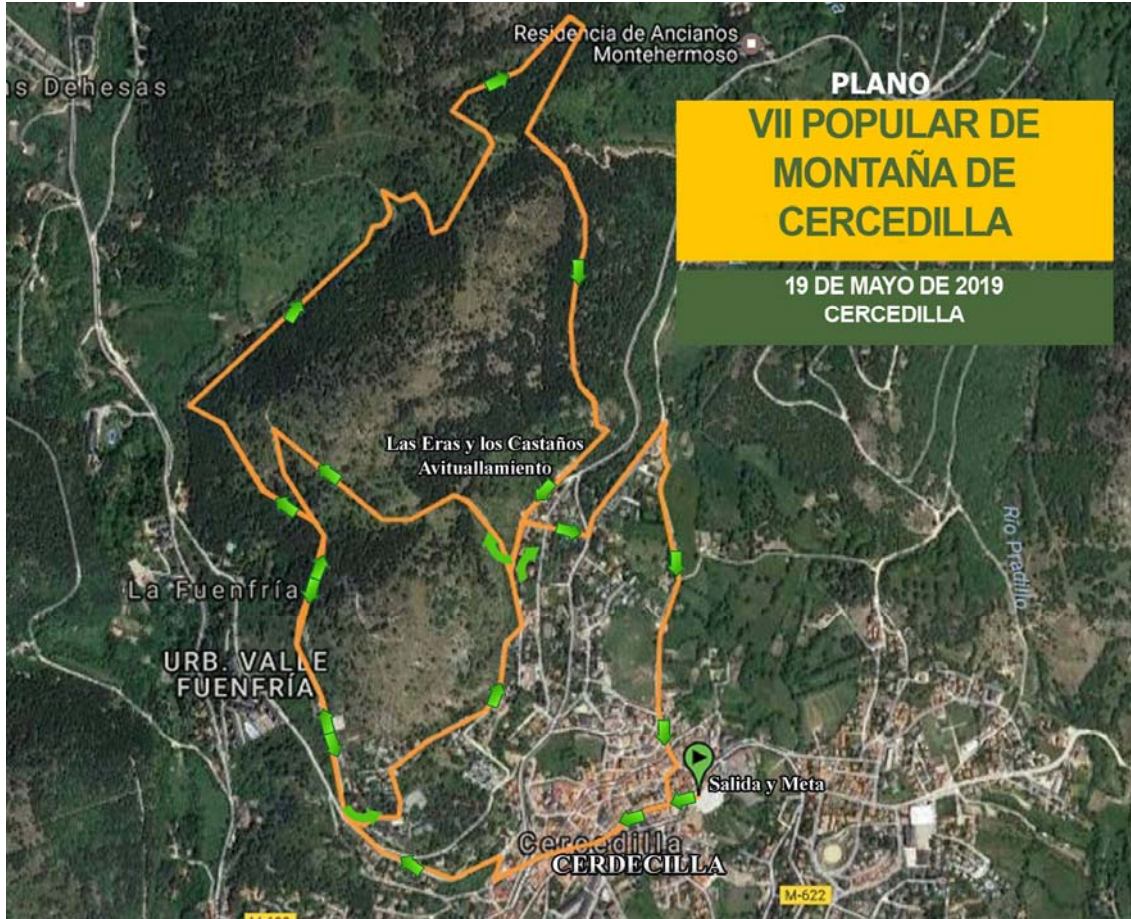 Residencia de Ancianos
Montehermoso
as Dehesas
PLANO
VII POPULAR DE
MONTAÑA DE
CERCEDILLA
19 DE MAYO DE 2019
CERCEDILLA
Las Eras y los Castaños
Avituallamiento
Río Pradillo
La Fuenfría
URB. VALLE
FUENFRÍA
Salida y Meta
Cercedilla
CERDECILLA
M-622